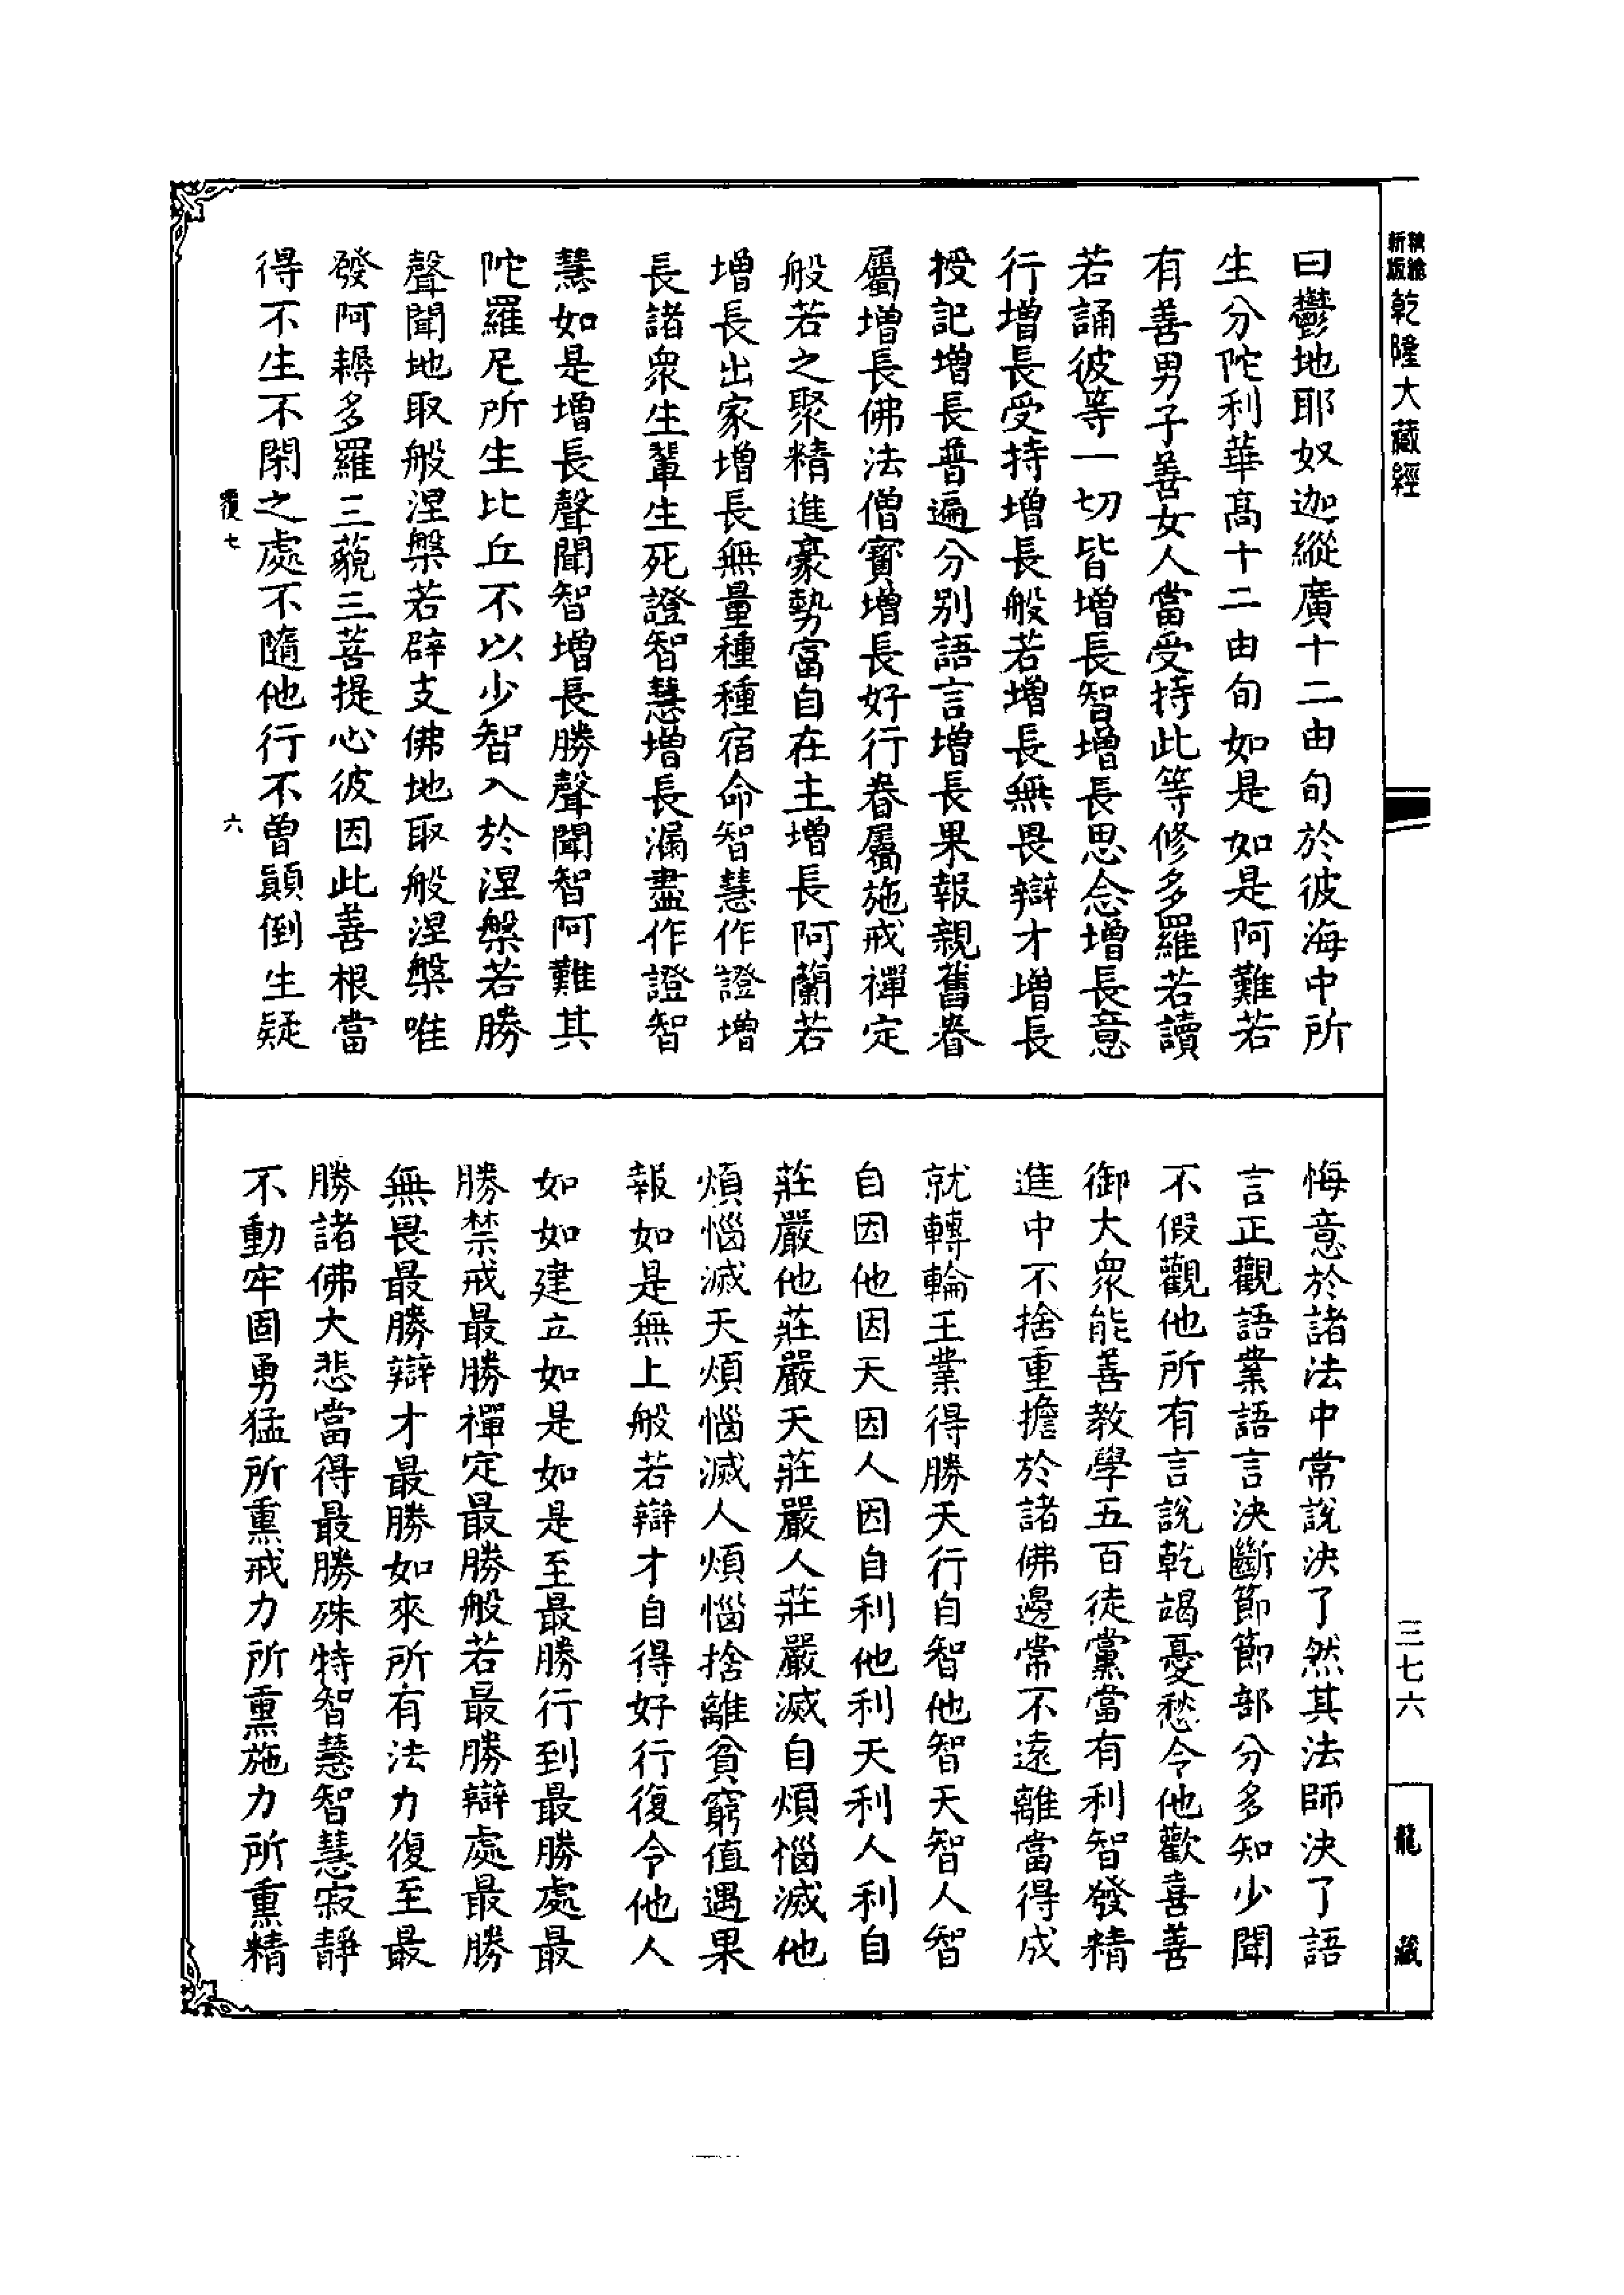 精繪
新版
乾隆大藏經
曰鬱地耶奴迦縱廣十二由旬於彼海中所
生分陀利華高十二由旬如是如是阿難若
有善男子善女人當受持此等修多羅若讀
若誦彼等一切皆增長智增長思念增長意
行增長受持增長般若增長無畏辯才增長
授記增長普遍分別語言增長果報親舊眷
屬增長佛法僧寶增長好行眷屬施戒禪定
般若之聚精進豪勢富自在主增長阿蘭若
增長出家增長無量種種宿命智慧作證增
長諸眾生輩生死證智慧增長漏盡作證智
慧如是增長聲聞智增長勝聲聞智阿難其
陀羅尼所生比丘不以少智入於涅槃若勝
聲聞地取般涅槃若辟支佛地取般涅槃唯
發阿耨多羅三藐三菩提心彼因此善根當
得不生不閑之處不隨他行不曾顛倒生疑
覆七 六
悔意於諸法中常說決了然其法師決了語
言正觀語業語言決斷節節部分多知少聞
不假觀他所有言說乾竭憂愁令他歡喜善
御大眾能善教學五百徒黨當有利智發精
進中不捨重擔於諸佛邊常不遠離當得成
就轉輪王業得勝天行自智他智天智人智
自因他因天因人因自利他利天利人利自
莊嚴他莊嚴天莊嚴人莊嚴滅自煩惱滅他
煩惱滅天煩惱滅人煩惱捨離貧窮值遇果
報如是無上般若辯才自得好行復令他人
如如建立如是如是至最勝行到最勝處最
勝禁戒最勝禪定最勝般若最勝辯處最勝
無畏最勝辯才最勝如來所有法力復至最
勝諸佛大悲當得最勝殊特智慧智慧寂靜
不動牢固勇猛所熏戒力所熏施力所熏精
三七六
龍藏